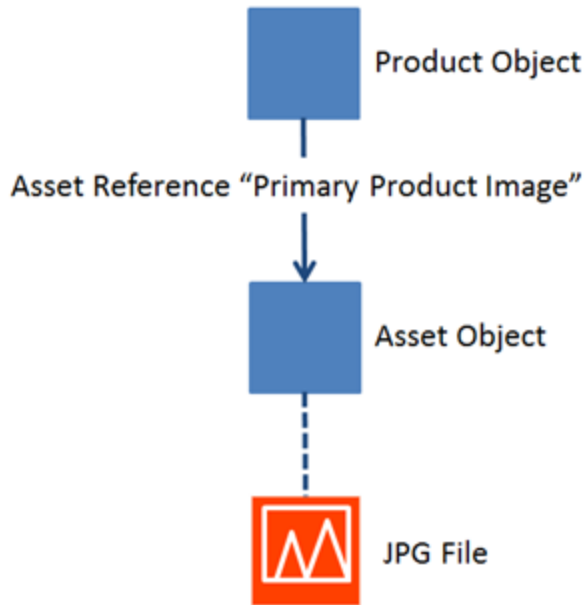 Product Object
Asset Reference “Primary Product Image”
Asset Object
JPG File